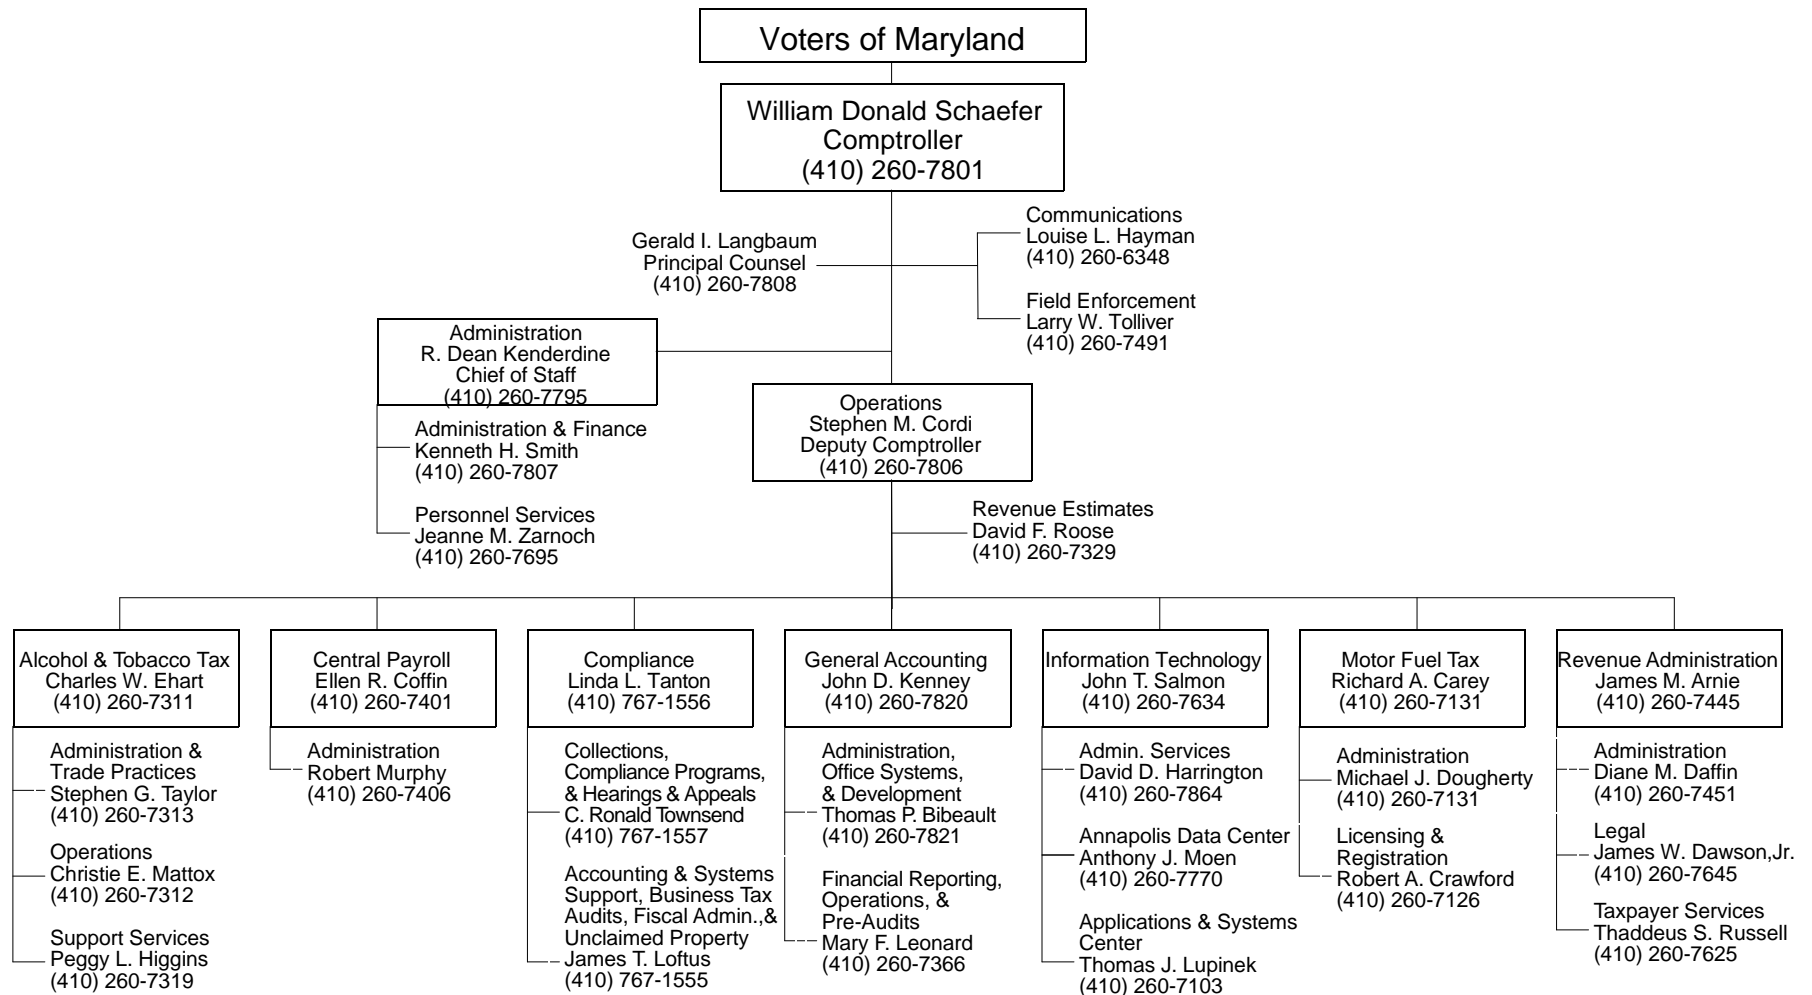 Voters of Maryland
William Donald Schaefer
Comptroller
(410) 260-7801
Gerald I. Langbaum
Principal Counsel
(410) 260-7808
Communications
Louise L. Hayman
(410) 260-6348
Field Enforcement
Larry W. Tolliver
(410) 260-7491
Administration
R. Dean Kenderdine
Chief of Staff
(410) 260-7795
Administration & Finance
Kenneth H. Smith
(410) 260-7807
Personnel Services
Jeanne M. Zarnoch
(410) 260-7695
Operations
Stephen M. Cordi
Deputy Comptroller
(410) 260-7806
Revenue Estimates
David F. Roose
(410) 260-7329
Alcohol & Tobacco Tax
Charles W. Ehart
(410) 260-7311
Administration &
Trade Practices
Stephen G. Taylor
(410) 260-7313
Operations
Christie E. Mattox
(410) 260-7312
Support Services
Peggy L. Higgins
(410) 260-7319
Central Payroll
Ellen R. Coffin
(410) 260-7401
Administration
Robert Murphy
(410) 260-7406
Compliance
Linda L. Tanton
(410) 767-1556
Collections,
Compliance Programs,
& Hearings & Appeals
C. Ronald Townsend
(410) 767-1557
Accounting & Systems
Support, Business Tax
Audits, Fiscal Admin.,&
Unclaimed Property
James T. Loftus
(410) 767-1555
General Accounting
John D. Kenney
(410) 260-7820
Administration,
Office Systems,
& Development
Thomas P. Bibeault
(410) 260-7821
Financial Reporting,
Operations, &
Pre-Audits
Mary F. Leonard
(410) 260-7366
Information Technology
John T. Salmon
(410) 260-7634
Admin. Services
David D. Harrington
(410) 260-7864
Annapolis Data Center
Anthony J. Moen
(410) 260-7770
Applications & Systems
Center
Thomas J. Lupinek
(410) 260-7103
Motor Fuel Tax
Richard A. Carey
(410) 260-7131
Administration
Michael J. Dougherty
(410) 260-7131
Licensing &
Registration
Robert A. Crawford
(410) 260-7126
Revenue Administration
James M. Arnie
(410) 260-7445
Administration
Diane M. Daffin
(410) 260-7451
Legal
James W. Dawson,Jr.
(410) 260-7645
Taxpayer Services
Thaddeus S. Russell
(410) 260-7625